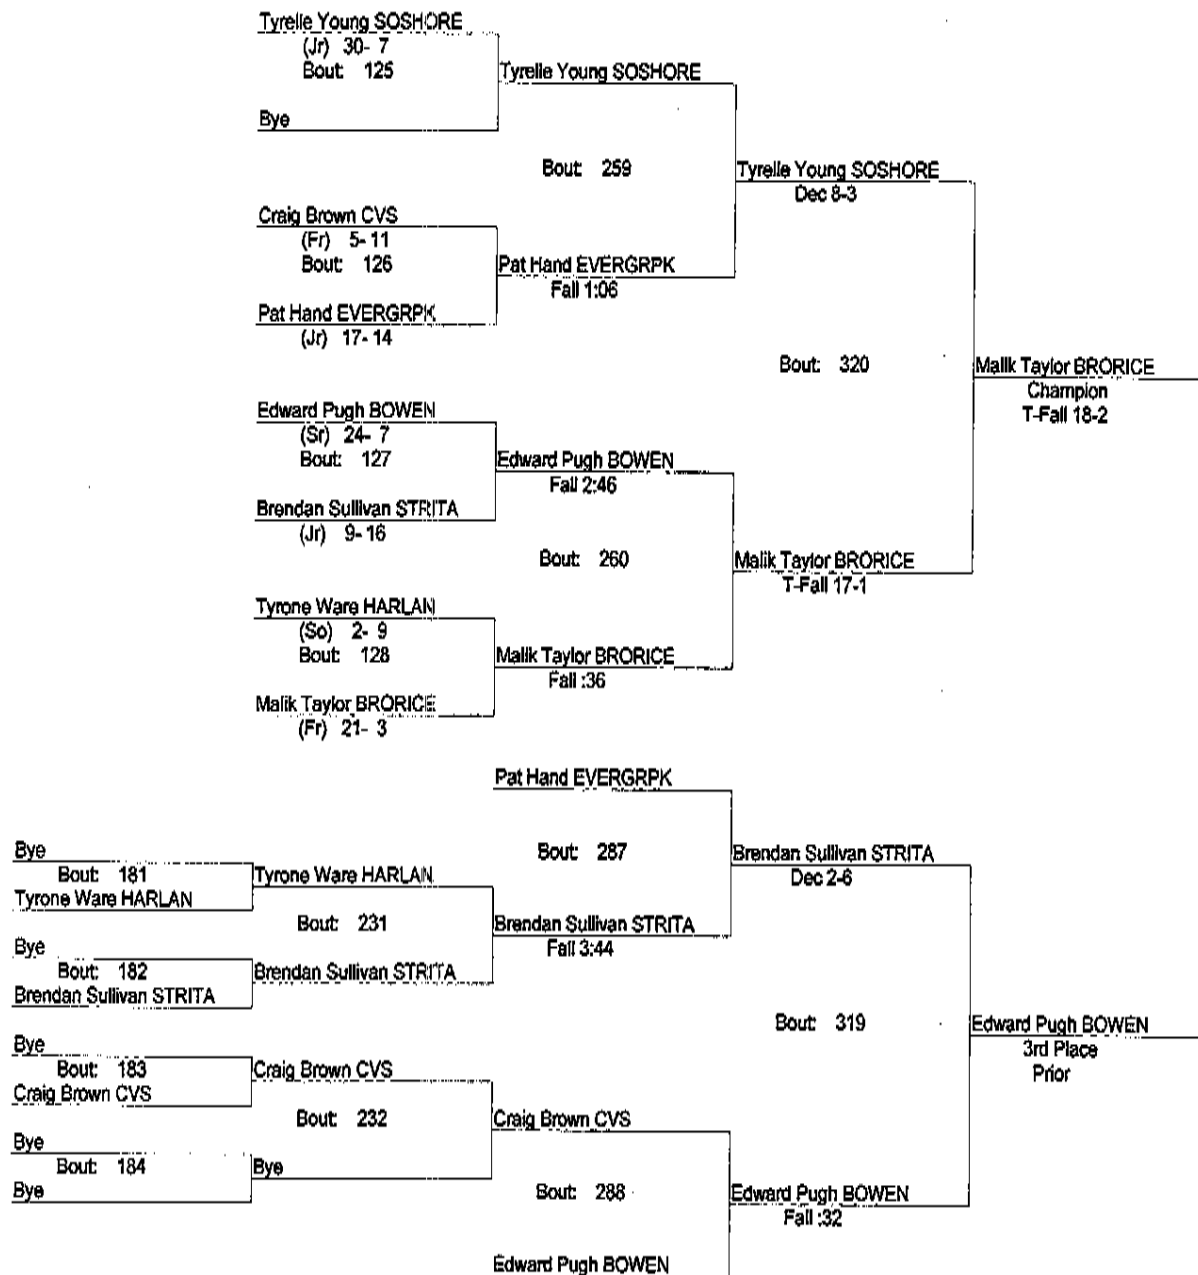 Tyrelle Young SOSHORE
(Jr) 30- 7
Bout: 125
Tyrelle Young SOSHORE
Bye
Bout: 259
Tyrelle Young SOSHORE
Dec 8-3
Craig Brown CVS
(Fr) 5- 11
Bout: 126
Pat Hand EVERGRPK
Fall 1:06
Pat Hand EVERGRPK
(Jr) 17- 14
Bout: 320
Malik Taylor BRORICE
Champion
T-Fall 18-2
Edward Pugh BOWEN
(Sr) 24- 7
Bout: 127
Edward Pugh BOWEN
Fall 2:46
Brendan Sullivan STRITA
(Jr) 9- 16
Bout: 260
Malik Taylor BRORICE
T-Fall 17-1
Tyrone Ware HARLAN
(So) 2- 9
Bout: 128
Malik Taylor BRORICE
Fall :36
Malik Taylor BRORICE
(Fr) 21- 3
Pat Hand EVERGRPK
Bout: 287
Brendan Sullivan STRITA
Dec 2-6
Bye
Bout: 181
Tyrone Ware HARLAN
Tyrone Ware HARLAN
Bout: 231
Brendan Sullivan STRITA
Fall 3:44
Bye
Bout: 182
Brendan Sullivan STRITA
Brendan Sullivan STRITA
Bout: 319
Edward Pugh BOWEN
3rd Place
Prior
Bye
Bout: 183
Craig Brown CVS
Craig Brown CVS
Bout: 232
Craig Brown CVS
Bye
Bout: 184
Bye
Bye
Bout: 288
Edward Pugh BOWEN
Fall :32
Edward Pugh BOWEN